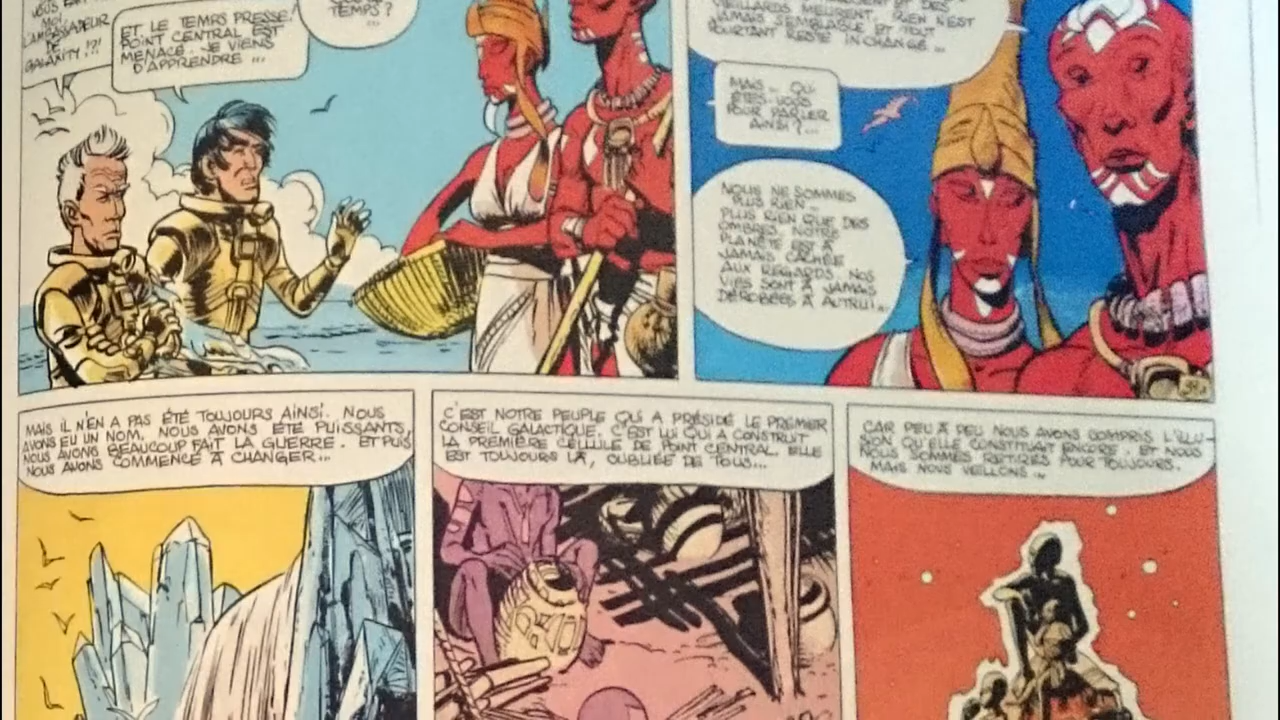 MOI
L'AMBASSADEUR
DE
GALAXITY!?!
ET LE TEMPS PRESSE!
POINT CENTRAL EST
MENACÉ. JE VIENS
D'APPRENDRE...
TEMPS?
...
ET DES
VIEILLARDS MEURENT. RIEN N'EST
JAMAIS SEMBLABLE ET TOUT
POURTANT RESTE INCHANGÉ...
MAIS... QUI
ÊTES-VOUS
POUR PARLER
AINSI?...
NOUS NE SOMMES
PLUS RIEN...
PLUS RIEN QUE DES
OMBRES. NOTRE
PLANÈTE EST À
JAMAIS CACHÉE
AUX REGARDS. NOS
VIES SONT À JAMAIS
DÉROBÉES À AUTRUI...
MAIS IL N'EN A PAS ÉTÉ TOUJOURS AINSI. NOUS
AVONS EU UN NOM, NOUS AVONS ÉTÉ PUISSANTS,
NOUS AVONS BEAUCOUP FAIT LA GUERRE. ET PUIS
NOUS AVONS COMMENCÉ À CHANGER...
C'EST NOTRE PEUPLE QUI A PRÉSIDÉ LE PREMIER
CONSEIL GALACTIQUE. C'EST LUI QUI A CONSTRUIT
LA PREMIÈRE CELLULE DE POINT CENTRAL. ELLE
EST TOUJOURS LÀ, OUBLIÉE DE TOUS...
CAR PEU À PEU NOUS AVONS COMPRIS L'ILLU-
SION QU'ELLE CONSTITUAIT ENCORE. ET NOUS
NOUS SOMMES RETIRÉS POUR TOUJOURS.
MAIS NOUS VEILLONS...